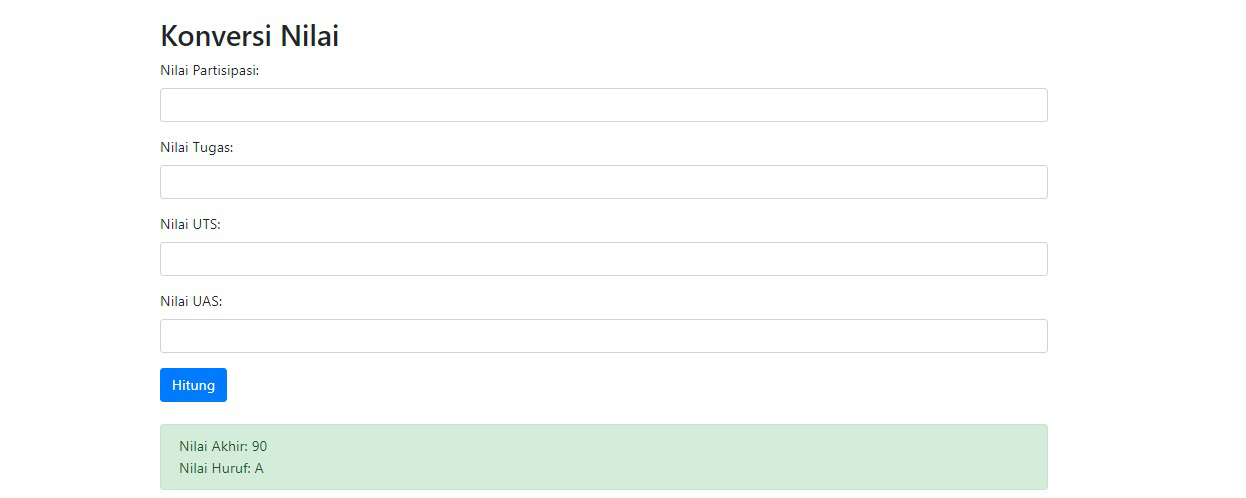 Konversi Nilai
Nilai Partisipasi:
Nilai Tugas:
Nilai UTS:
Nilai UAS:
Hitung
Nilai Akhir: 90
Nilai Huruf: A